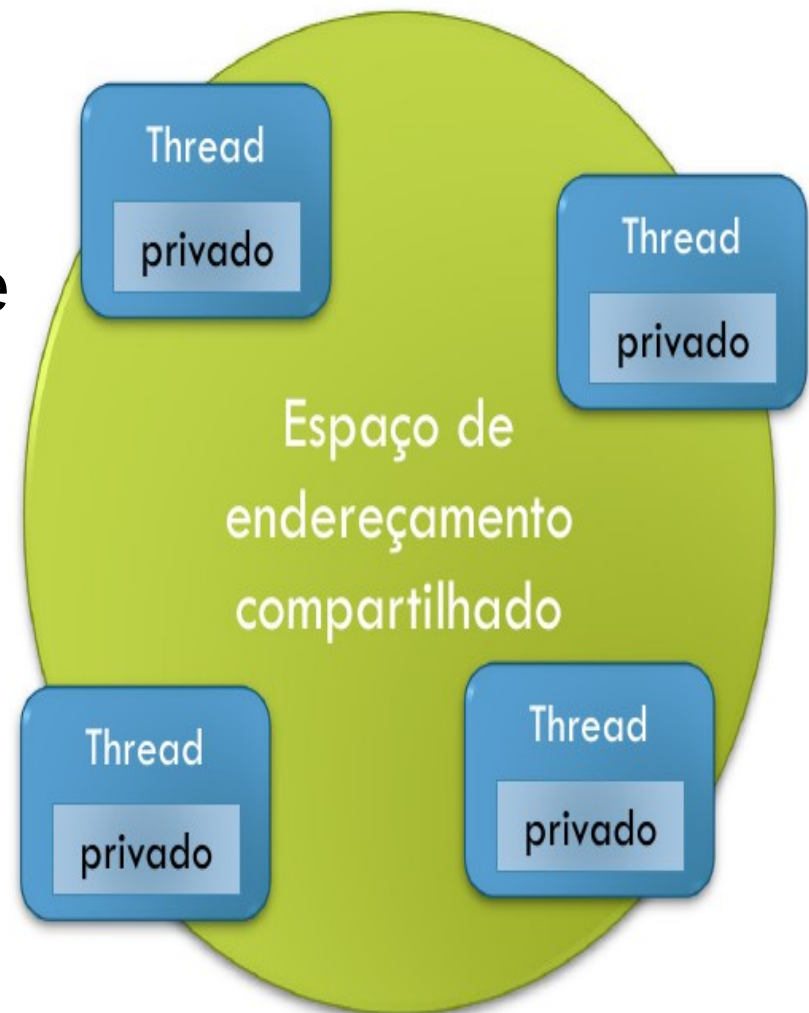 Thread
privado
Thread
privado
e
Espaço de
endereçamento
compartilhado
Thread
privado
Thread
privado